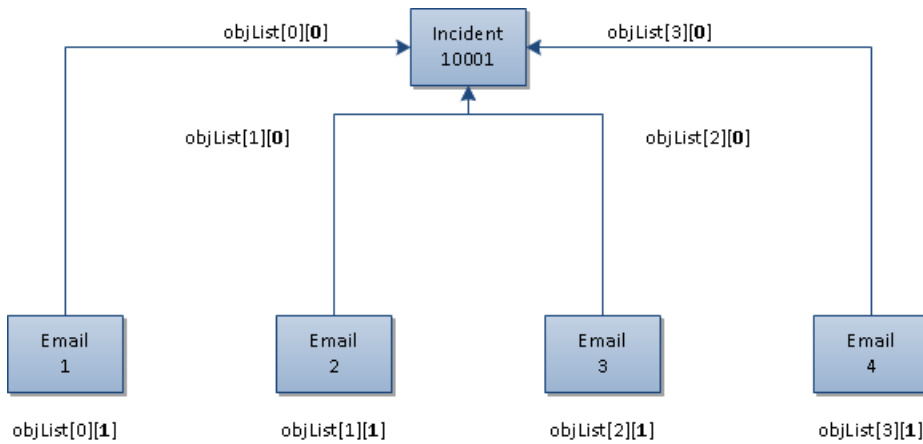 objList[0][0]
Incident
10001
objList[3][0]
objList[1][0]
objList[2][0]
Email
1
Email
2
Email
3
Email
4
objList[0][1]
objList[1][1]
objList[2][1]
objList[3][1]